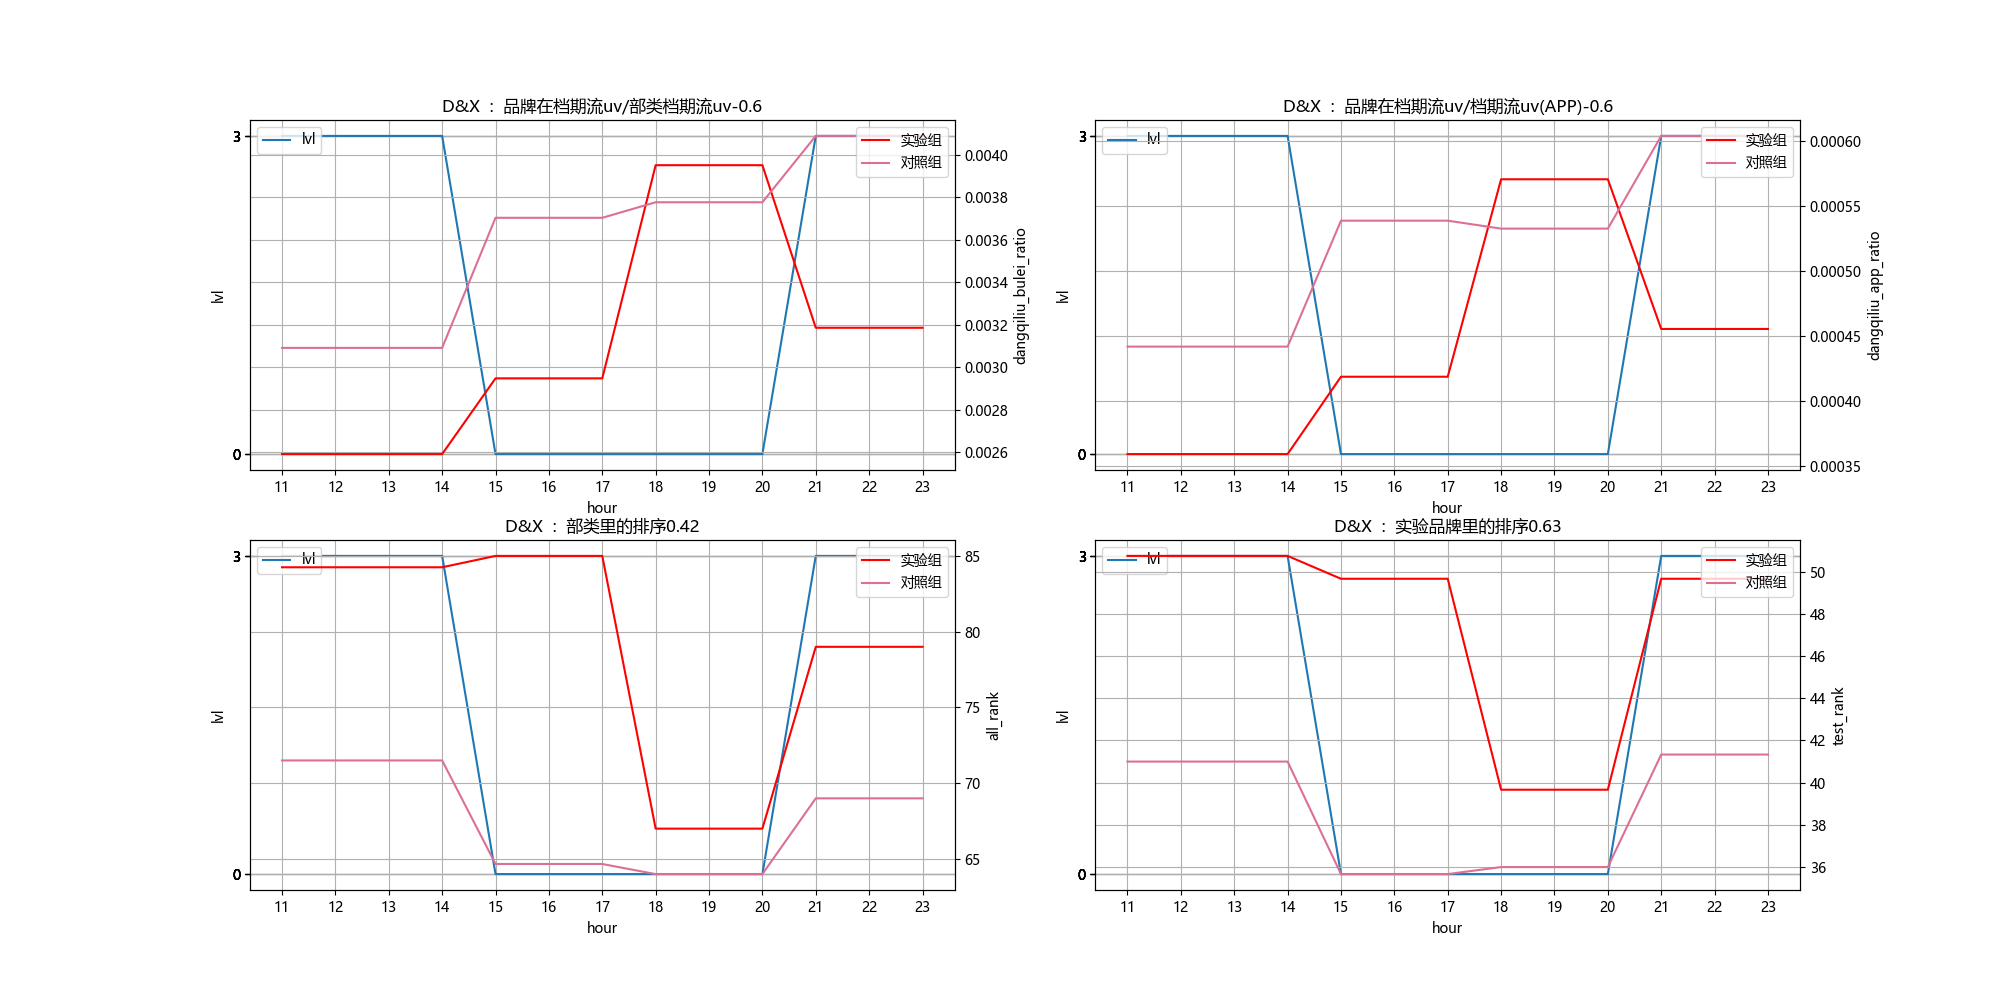 D&X ： 品牌在档期流uv/部类档期流uv-0.6
3
0
lvl
lvl
实验组
对照组
0.0040
0.0038
0.0036
0.0034
0.0032
0.0030
0.0028
0.0026
dangqiliu_bulei_ratio
11 12 13 14 15 16 17 18 19 20 21 22 23
hour
D&X ： 品牌在档期流uv/档期流uv(APP)-0.6
3
0
lvl
lvl
实验组
对照组
0.00060
0.00055
0.00050
0.00045
0.00040
0.00035
dangqiliu_app_ratio
11 12 13 14 15 16 17 18 19 20 21 22 23
hour
D&X ： 部类里的排序0.42
3
0
lvl
lvl
实验组
对照组
85
80
75
70
65
all_rank
11 12 13 14 15 16 17 18 19 20 21 22 23
hour
D&X ： 实验品牌里的排序0.63
3
0
lvl
lvl
实验组
对照组
50
48
46
44
42
40
38
36
test_rank
11 12 13 14 15 16 17 18 19 20 21 22 23
hour